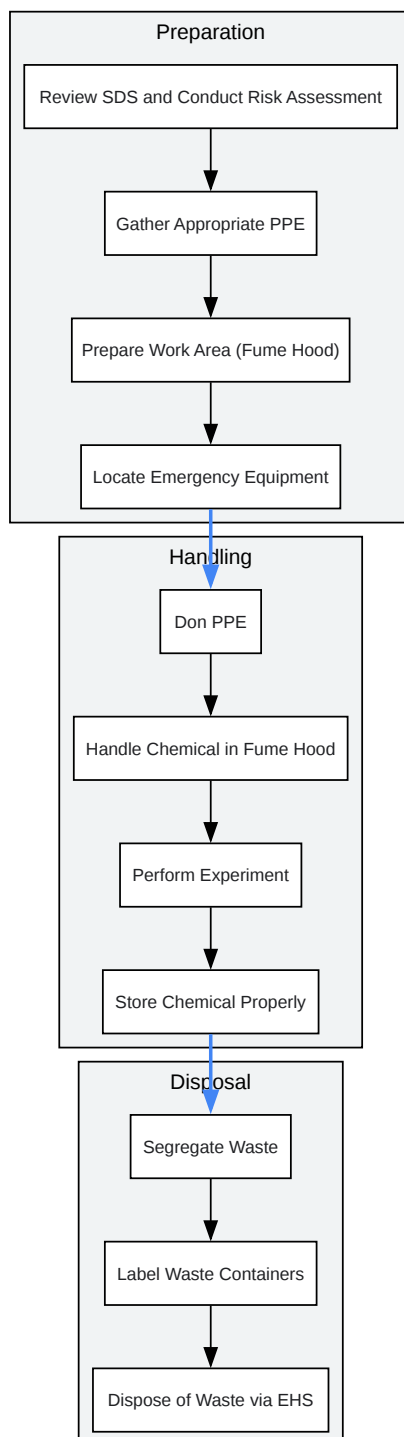 Preparation
Review SDS and Conduct Risk Assessment
Gather Appropriate PPE
Prepare Work Area (Fume Hood)
Locate Emergency Equipment
Handling
Don PPE
Handle Chemical in Fume Hood
Perform Experiment
Store Chemical Properly
Disposal
Segregate Waste
Label Waste Containers
Dispose of Waste via EHS